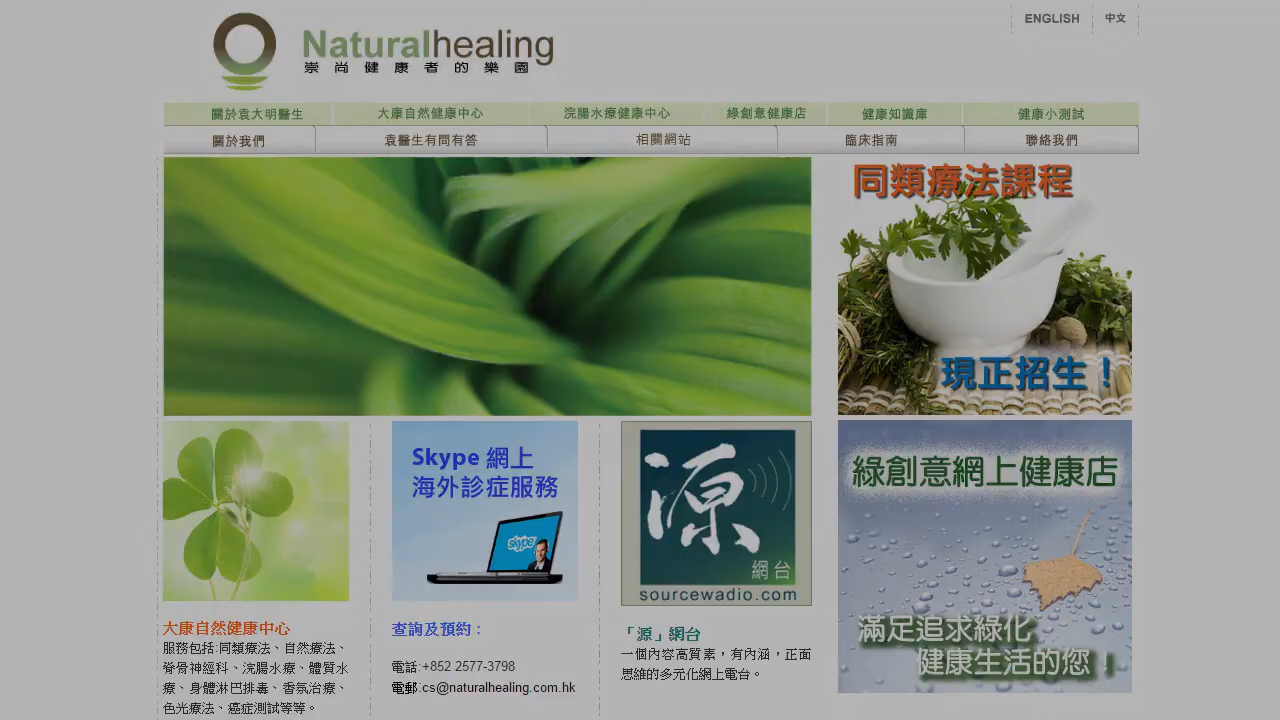 ENGLISH 中文
Naturalhealing
崇尚健康者的樂園
關於袁大明醫生 大康自然健康中心 浣腸水療健康中心 綠創意健康店 健康知識庫 健康小測試
關於我們 袁醫生有問有答 相關網站 臨床指南 聯絡我們
同類療法課程
現正招生！
Skype 網上
海外診症服務
skype
源
網台
sourcewadio.com
綠創意網上健康店
滿足追求綠化
健康生活的您！
大康自然健康中心
服務包括:同類療法、自然療法、
脊骨神經科、浣腸水療、體重水
療、身體淋巴排毒、香薰治療、
色光療法、癌症測試等等。
查詢及預約：
電話:+852 2577-3798
電郵:cs@naturalhealing.com.hk
「源」網台
一個內容高質素，有內涵，正面
思維的多元化網上電台。